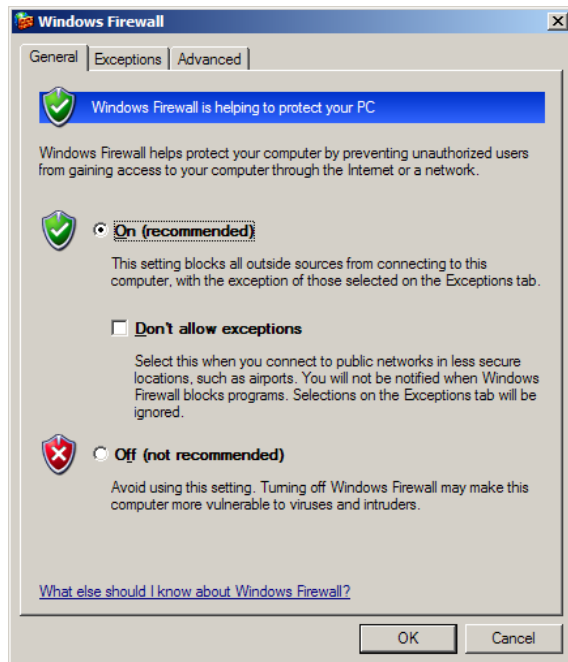 Windows Firewall
General
Exceptions
Advanced
Windows Firewall is helping to protect your PC
Windows Firewall helps protect your computer by preventing unauthorized users
from gaining access to your computer through the Internet or a network.
On (recommended)
This setting blocks all outside sources from connecting to this
computer, with the exception of those selected on the Exceptions tab.
Don't allow exceptions
Select this when you connect to public networks in less secure
locations, such as airports. You will not be notified when Windows
Firewall blocks programs. Selections on the Exceptions tab will be
ignored.
Off (not recommended)
Avoid using this setting. Turning off Windows Firewall may make this
computer more vulnerable to viruses and intruders.
What else should I know about Windows Firewall?
OK
Cancel